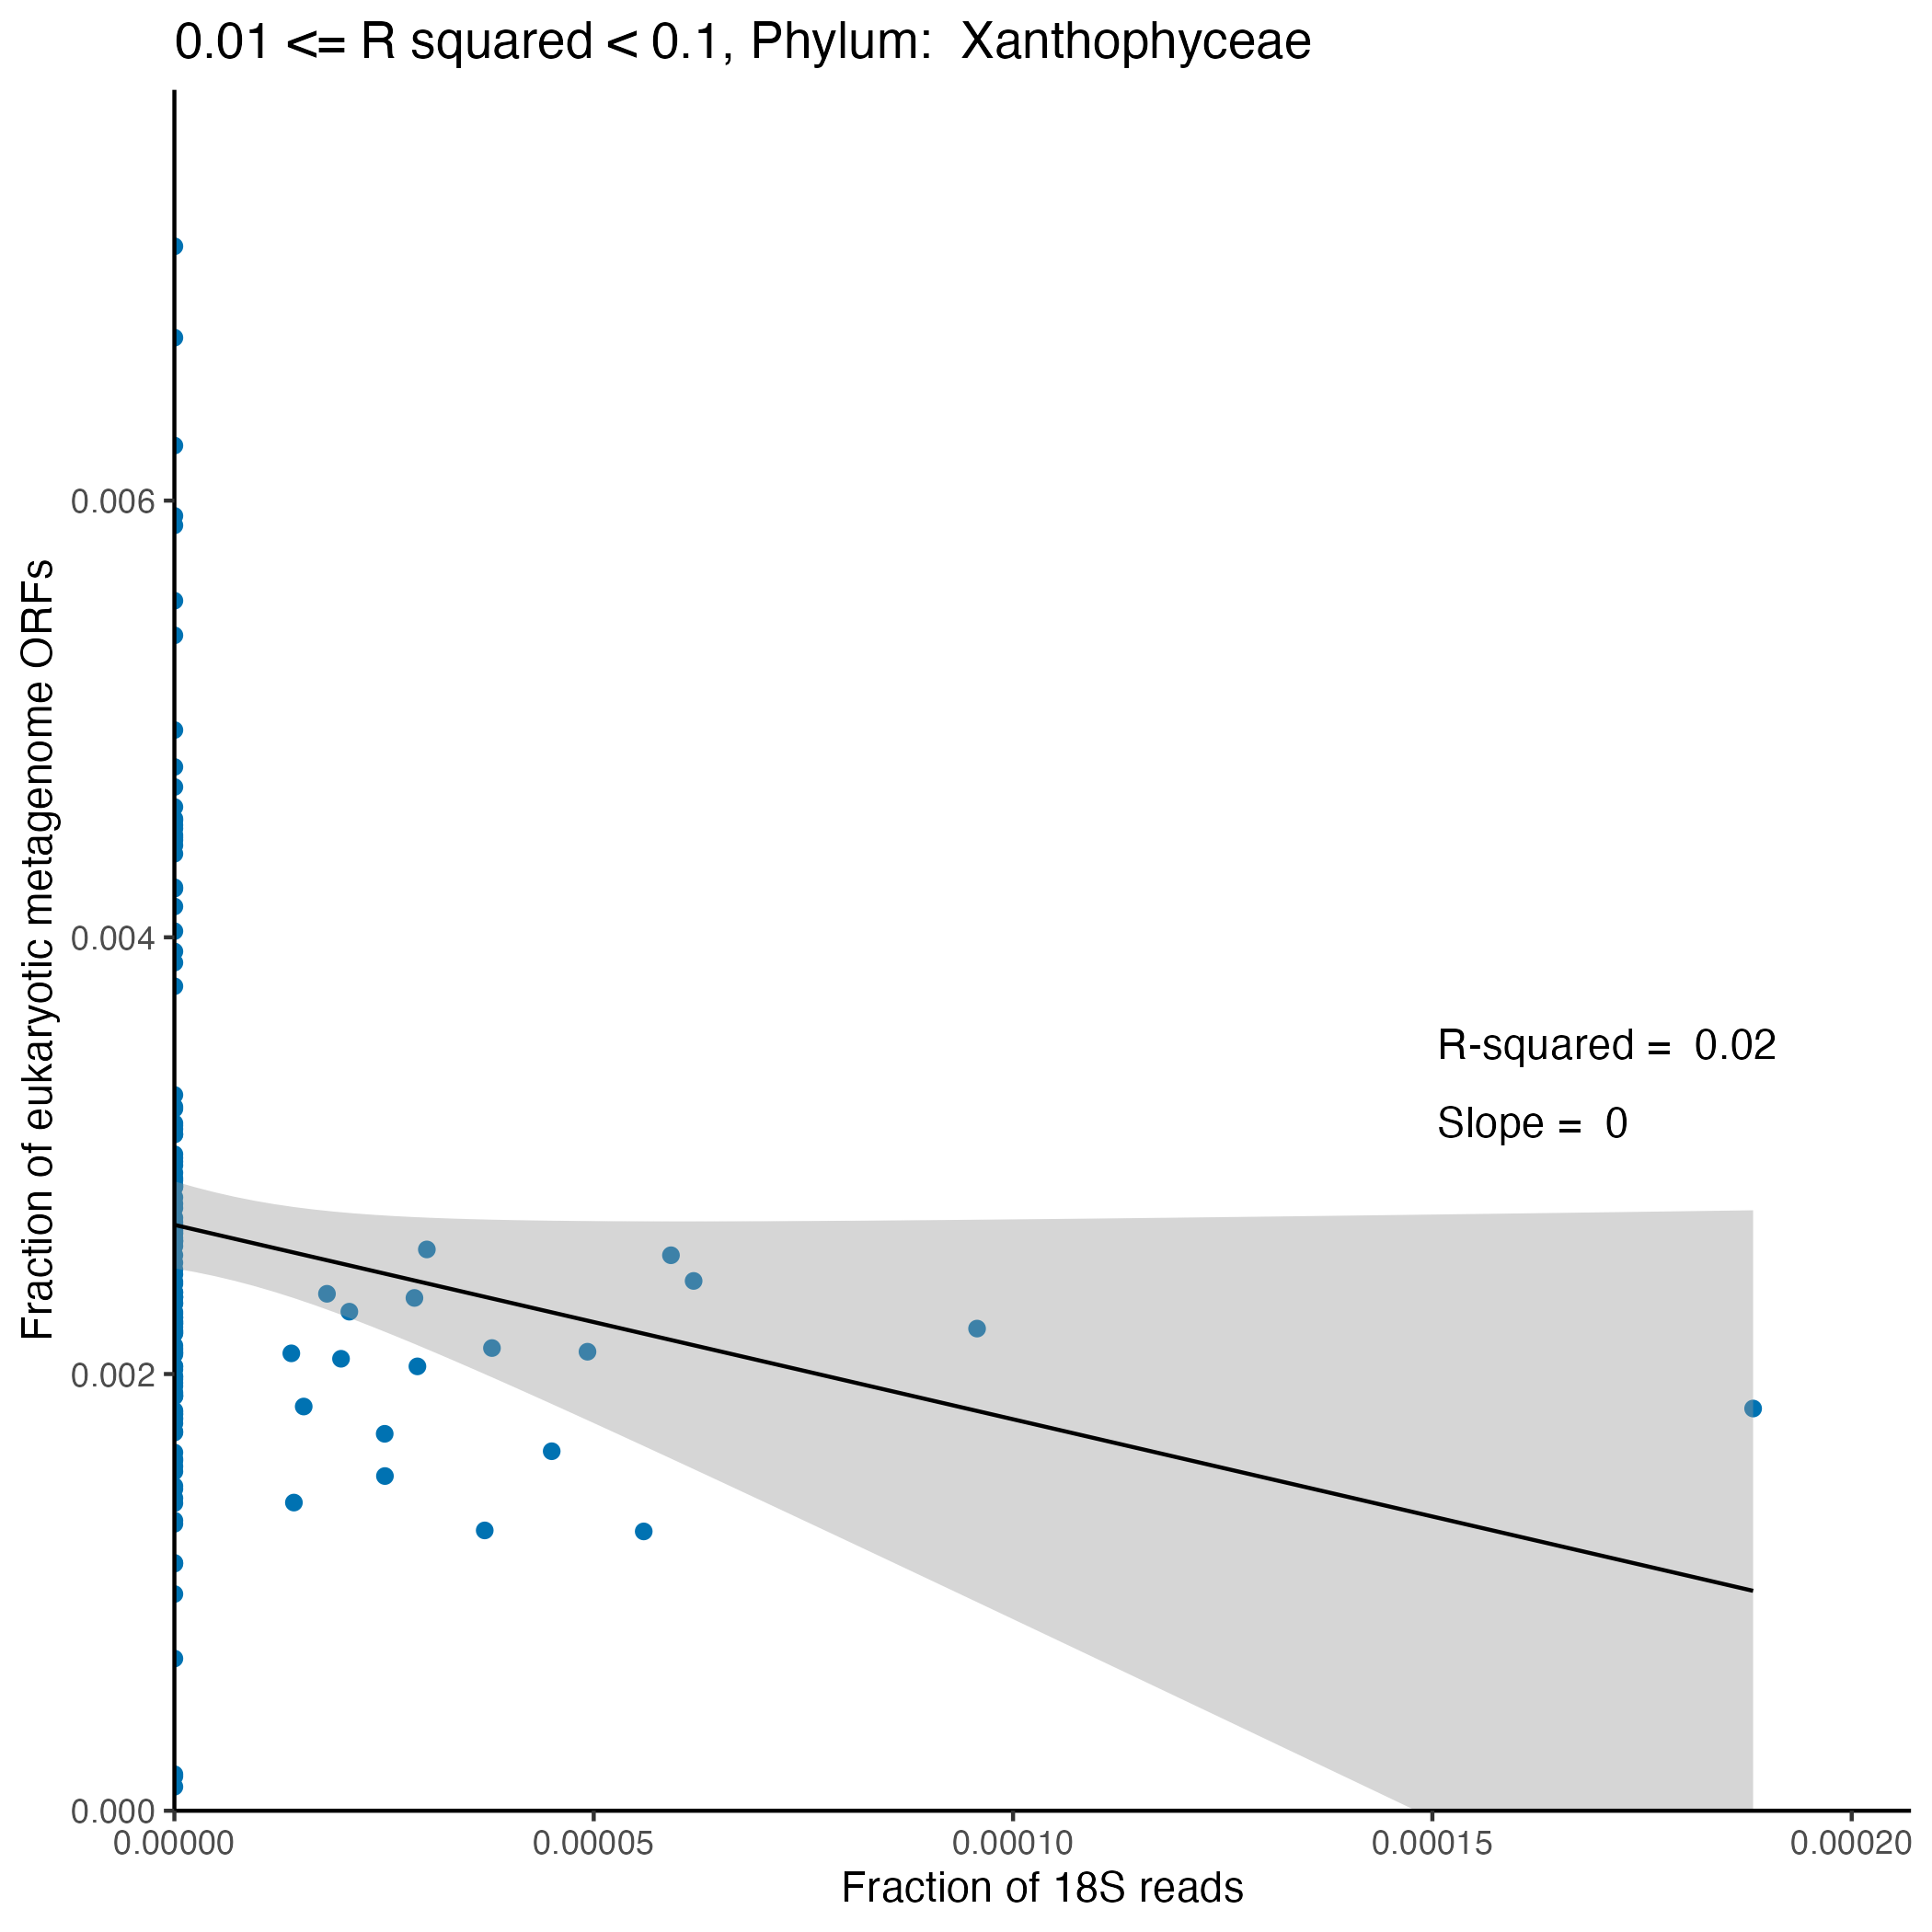 0.01 <= R squared < 0.1, Phylum:  Xanthophyceae
Fraction of eukaryotic metagenome ORFs
0.006
0.004
0.002
0.000
R-squared =  0.02
Slope =  0
0.00000
0.00005
0.00010
0.00015
0.00020
Fraction of 18S reads